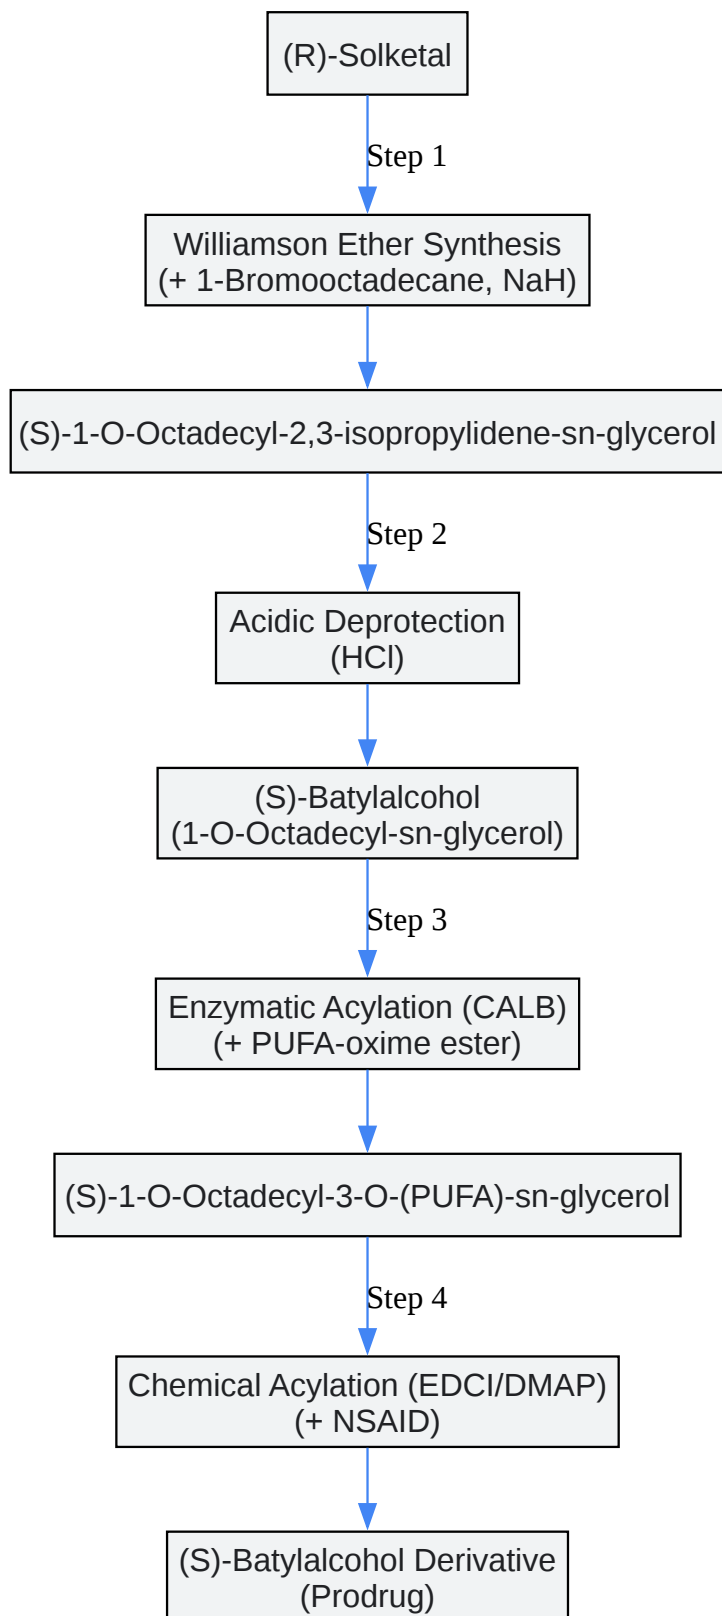 (R)-Solketal
Step 1
Williamson Ether Synthesis
(+ 1-Bromooctadecane, NaH)
(S)-1-O-Octadecyl-2,3-isopropylidene-sn-glycerol
Step 2
Acidic Deprotection
(HCl)
(S)-Batylalcohol
(1-O-Octadecyl-sn-glycerol)
Step 3
Enzymatic Acylation (CALB)
(+ PUFA-oxime ester)
(S)-1-O-Octadecyl-3-O-(PUFA)-sn-glycerol
Step 4
Chemical Acylation (EDCI/DMAP)
(+ NSAID)
(S)-Batylalcohol Derivative
(Prodrug)